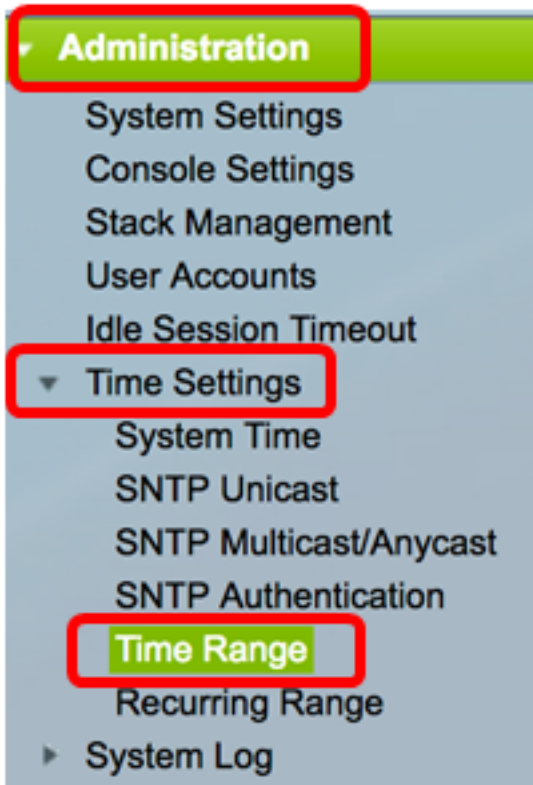 Administration
System Settings
Console Settings
Stack Management
User Accounts
Idle Session Timeout
Time Settings
System Time
SNTP Unicast
SNTP Multicast/Anycast
SNTP Authentication
Time Range
Recurring Range
System Log